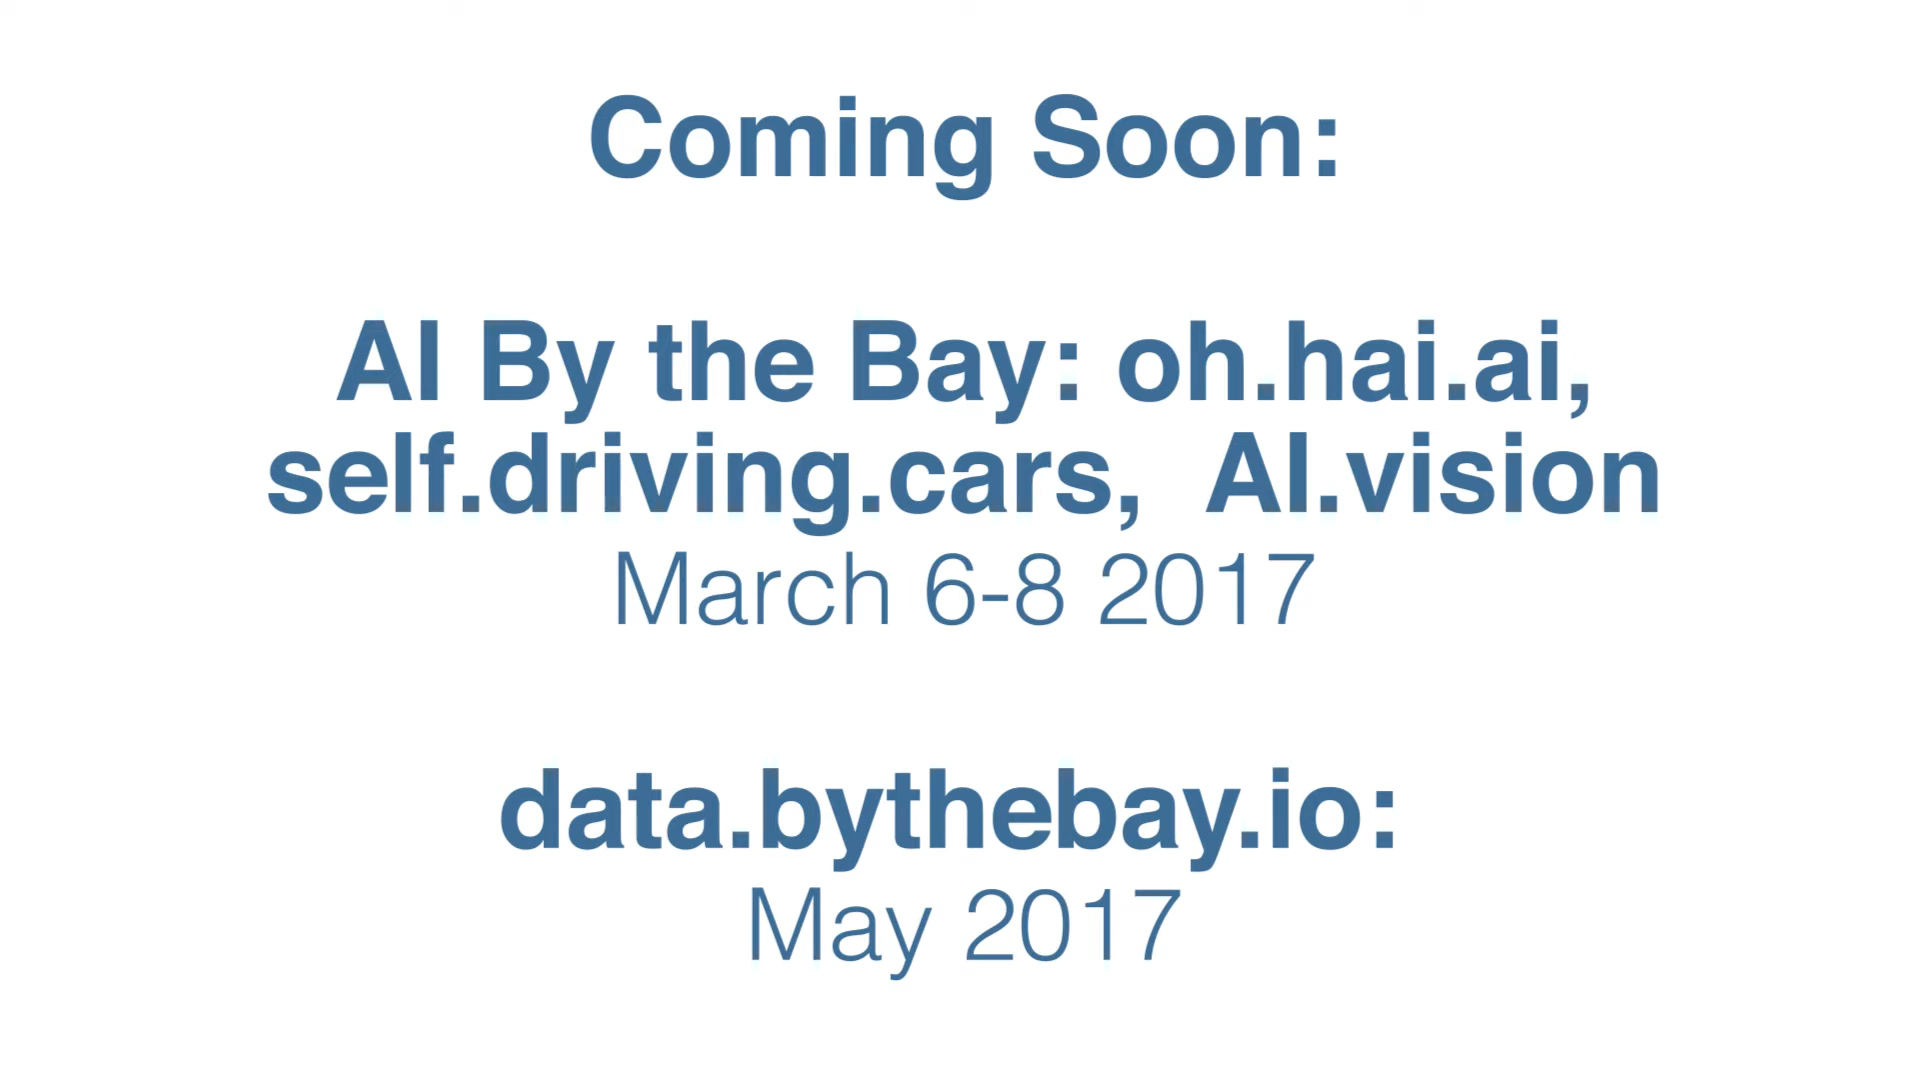 Coming Soon:
AI By the Bay: oh.hai.ai,
self.driving.cars,  AI.vision
March 6-8 2017
data.bythebay.io:
May 2017